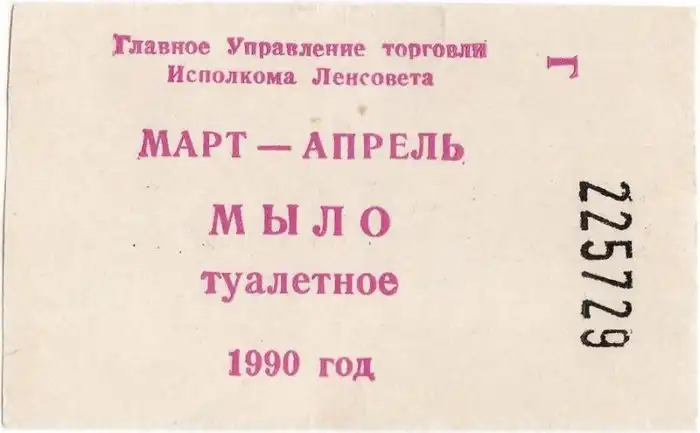 Главное Управление торговли
Исполкома Ленсовета
МАРТ — АПРЕЛЬ
МЫЛО
туалетное
1990 год
Г
225729